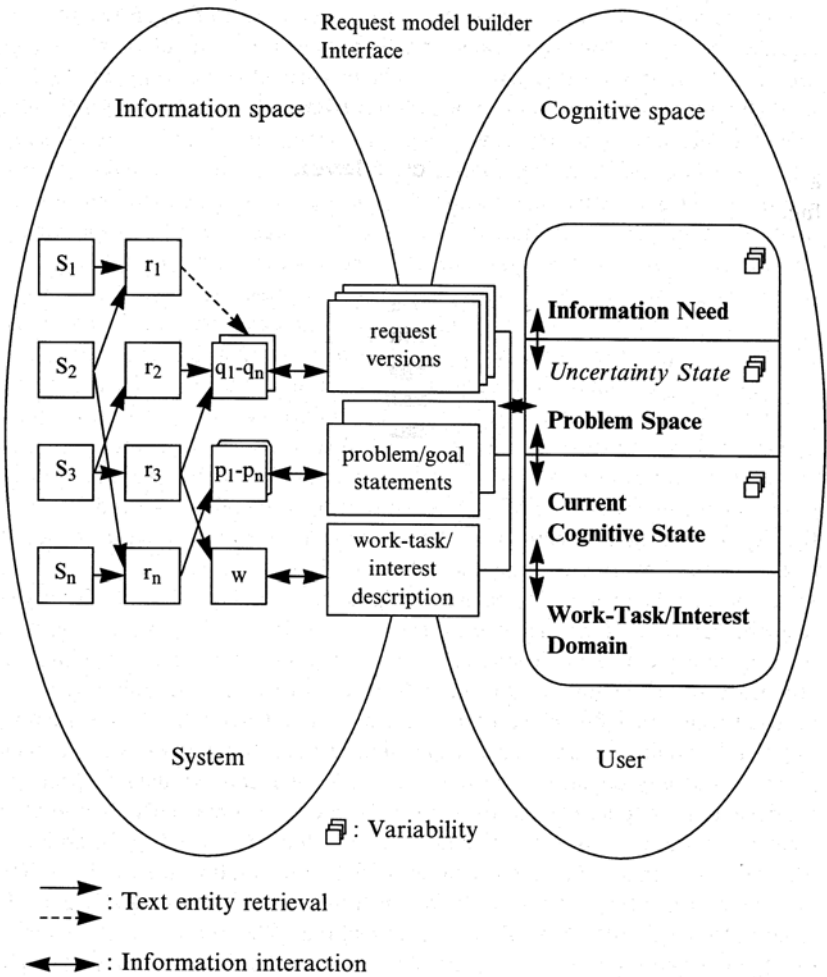 Request model builder
Interface
Information space
Cognitive space
S1
r1
S2
r2
q1-qn
S3
r3
p1-pn
Sn
rn
w
request
versions
problem/goal
statements
work-task/
interest
description
Information Need
Uncertainty State
Problem Space
Current
Cognitive State
Work-Task/Interest
Domain
System
User
: Variability
: Text entity retrieval
: Information interaction